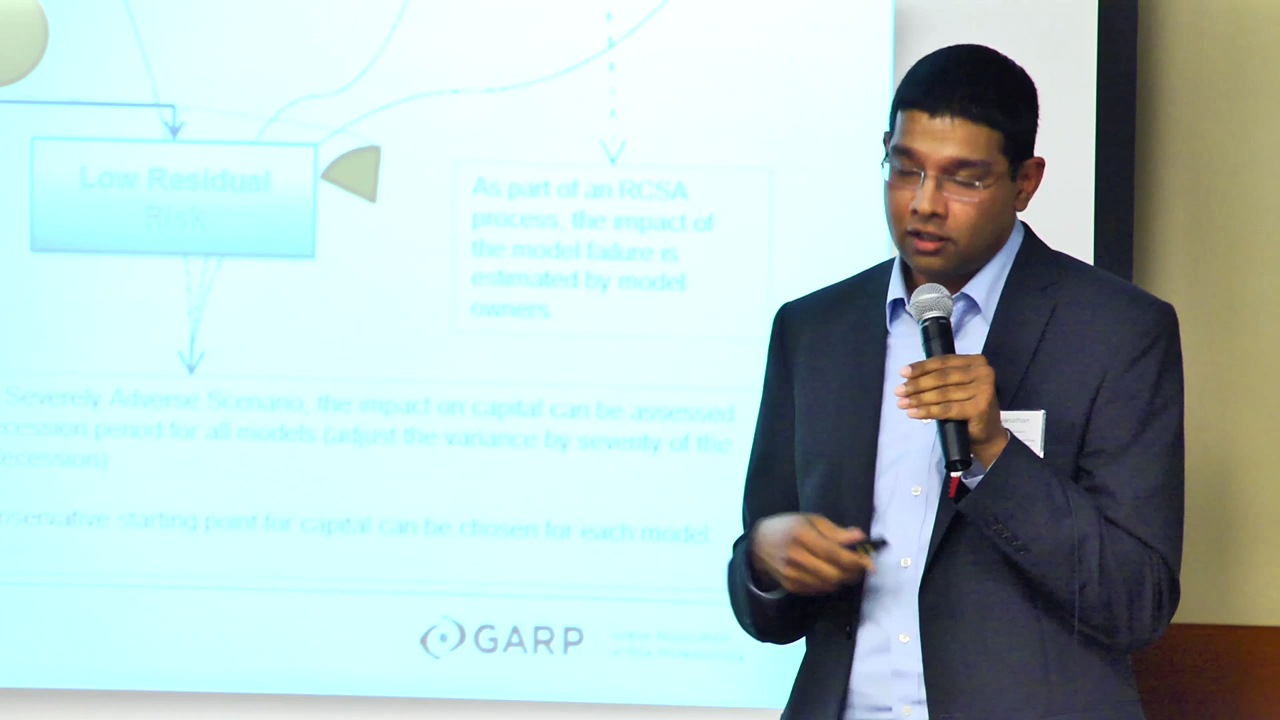 Low Residual
Risk
As part of an RCSA
process, the impact of
the model failure is
estimated by model
owners
Severely Adverse Scenario, the impact on capital can be assessed
recession period for all models (adjust the variance by severity of the
recession)
nservative starting point for capital can be chosen for each model
GARP